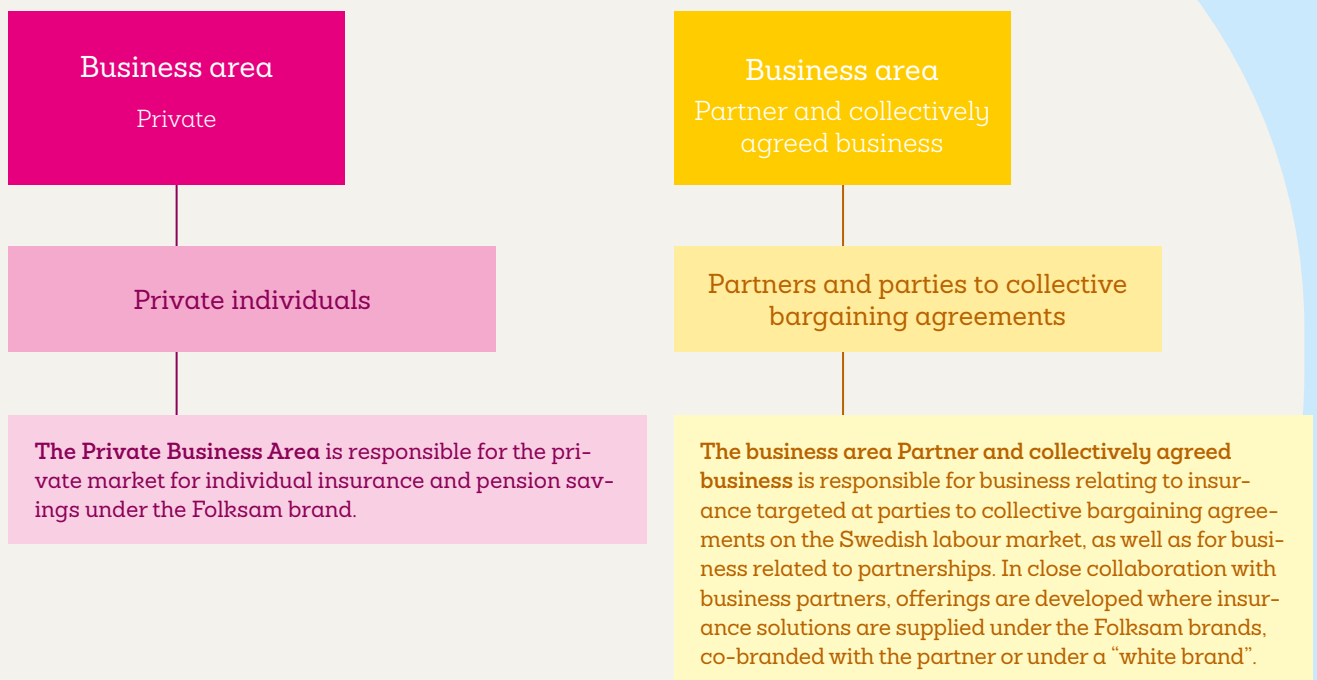 Business area
Private
Private individuals
The Private Business Area is responsible for the pri-
vate market for individual insurance and pension sav-
ings under the Folksam brand.
Business area
Partner and collectively
agreed business
Partners and parties to collective
bargaining agreements
The business area Partner and collectively agreed
business is responsible for business relating to insur-
ance targeted at parties to collective bargaining agree-
ments on the Swedish labour market, as well as for busi-
ness related to partnerships. In close collaboration with
business partners, offerings are developed where insur-
ance solutions are supplied under the Folksam brands,
co-branded with the partner or under a “white brand”.